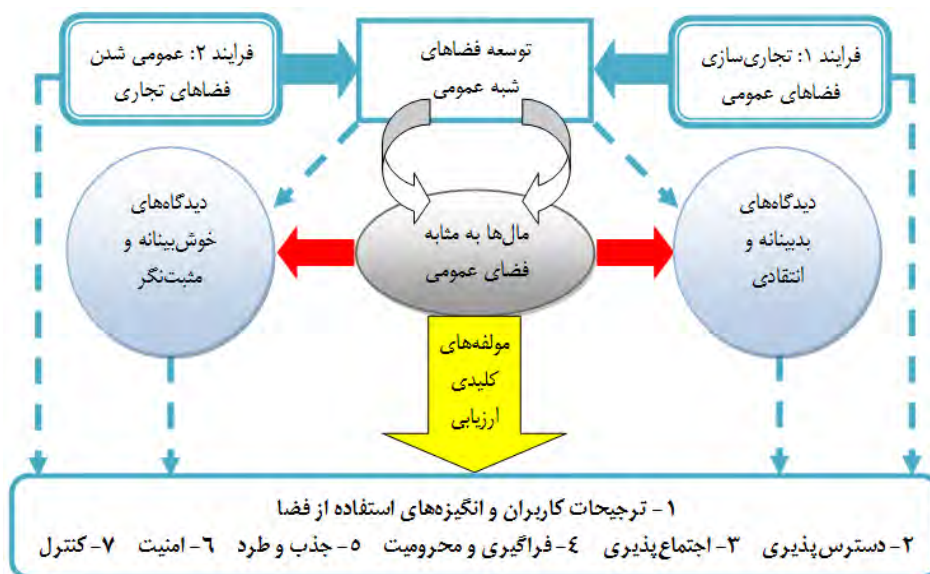 فرایند ۱: تجاری‌سازی
فضاهای عمومی
توسعه فضاهای
شبه عمومی
فرایند ۲: عمومی شدن
فضاهای تجاری
دیدگاه‌های
بدبینانه و
انتقادی
مال‌ها به مثابه
فضای عمومی
دیدگاه‌های
خوش‌بینانه و
مثبت‌نگر
مولفه‌های
کلیدی
ارزیابی
۱- ترجیحات کاربران و انگیزه‌های استفاده از فضا
۲- دسترس‌پذیری ۳- اجتماع‌پذیری ۴- فراگیری و محرومیت ۵- جذب و طرد ۶- امنیت ۷- کنترل